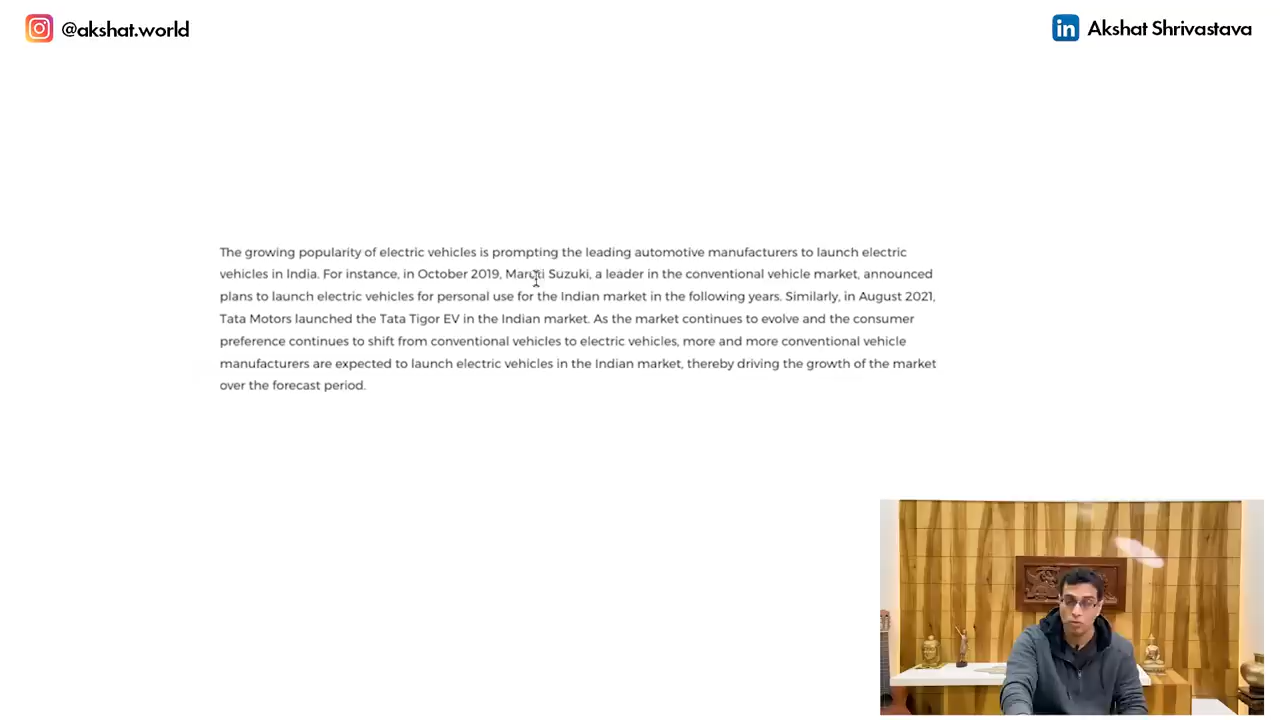 @akshat.world
in Akshat Shrivastava
The growing popularity of electric vehicles is prompting the leading automotive manufacturers to launch electric
vehicles in India. For instance, in October 2019, Maruti Suzuki, a leader in the conventional vehicle market, announced
plans to launch electric vehicles for personal use for the Indian market in the following years. Similarly, in August 2021,
Tata Motors launched the Tata Tigor EV in the Indian market. As the market continues to evolve and the consumer
preference continues to shift from conventional vehicles to electric vehicles, more and more conventional vehicle
manufacturers are expected to launch electric vehicles in the Indian market, thereby driving the growth of the market
over the forecast period.